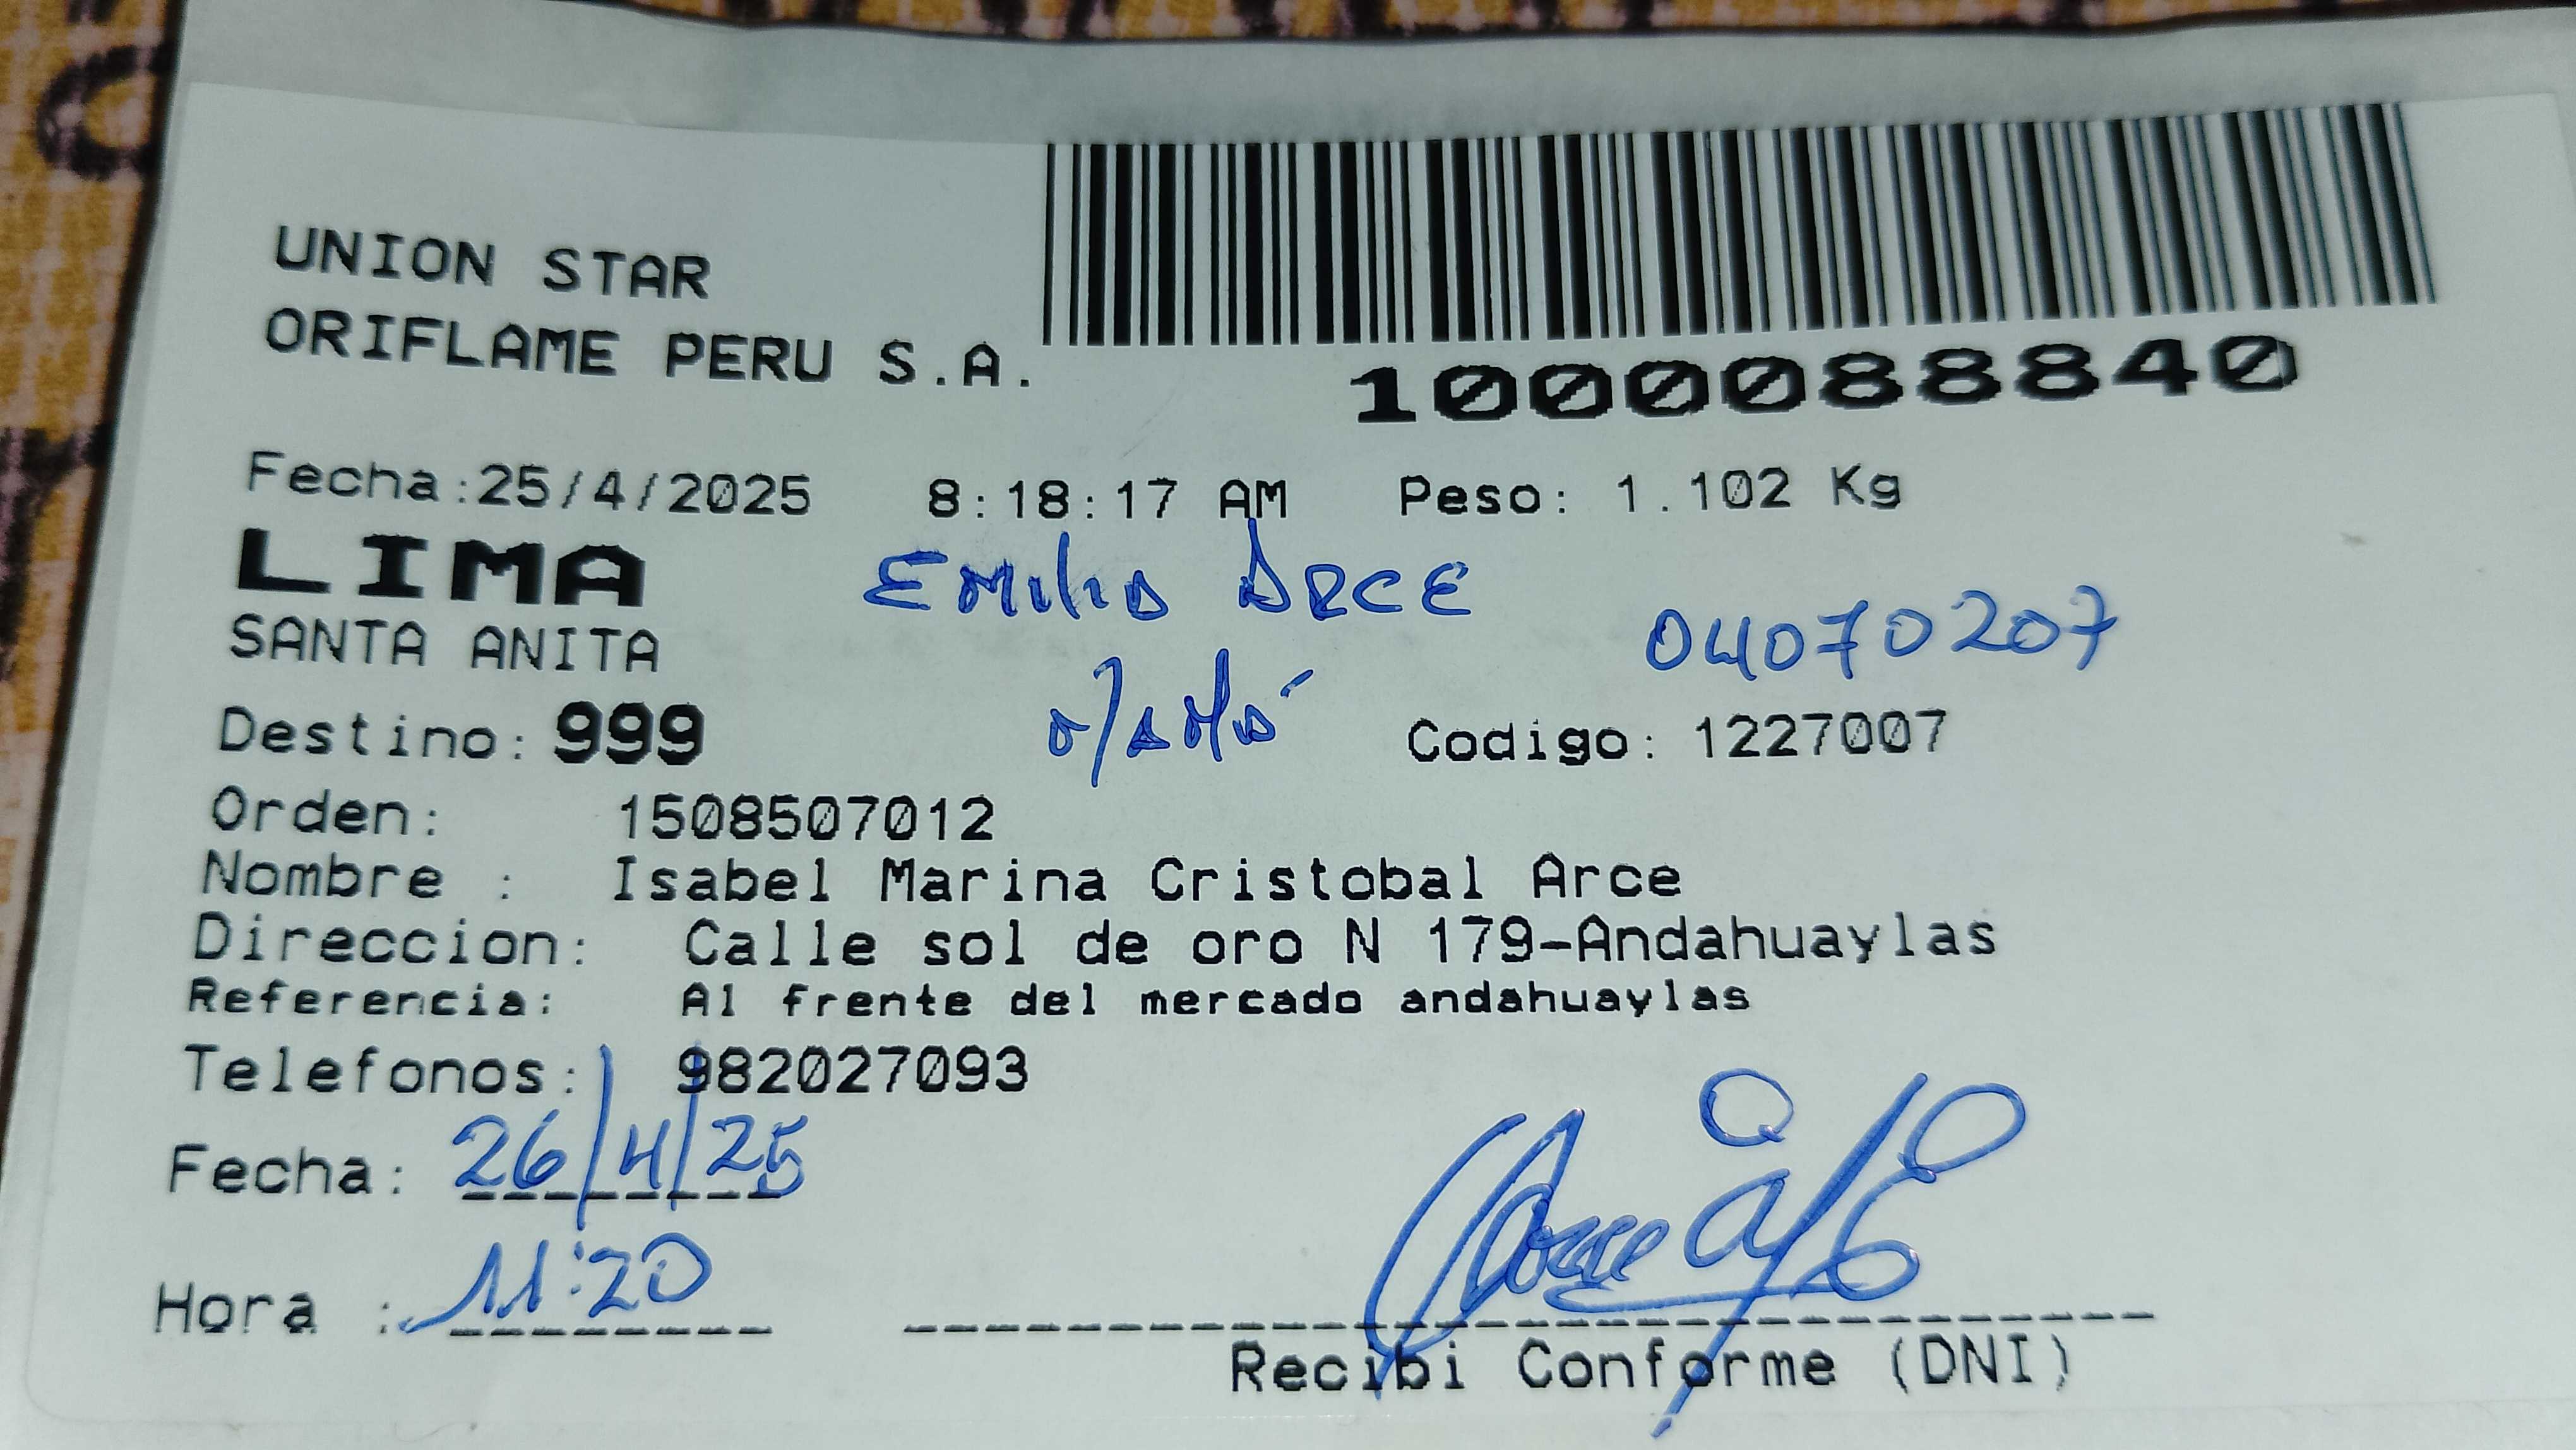 UNION STAR
ORIFLAME PERU S.A.
1000088840
Fecha:25/4/2025 8:18:17 AM Peso: 1.102 Kg
LIMA
Emilio ARCE
04070207
SANTA ANITA
Destino: 999 Codigo: 1227007
Orden: 1508507012
Nombre : Isabel Marina Cristobal Arce
Direccion: Calle sol de oro N 179-Andahuaylas
Referencia: Al frente del mercado andahuaylas
Telefonos: 982027093
Fecha: 26/4/25
Hora : 11:20
Recibi Conforme (DNI)